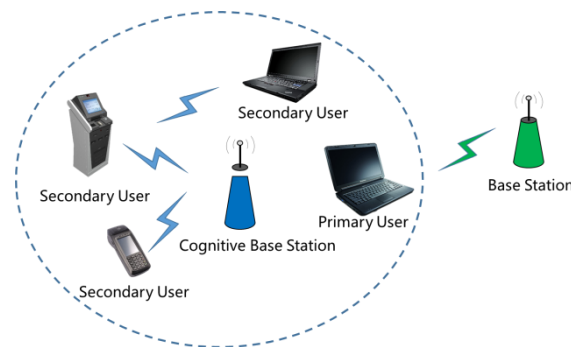 Secondary User
Secondary User
Primary User
Base Station
Cognitive Base Station
Secondary User